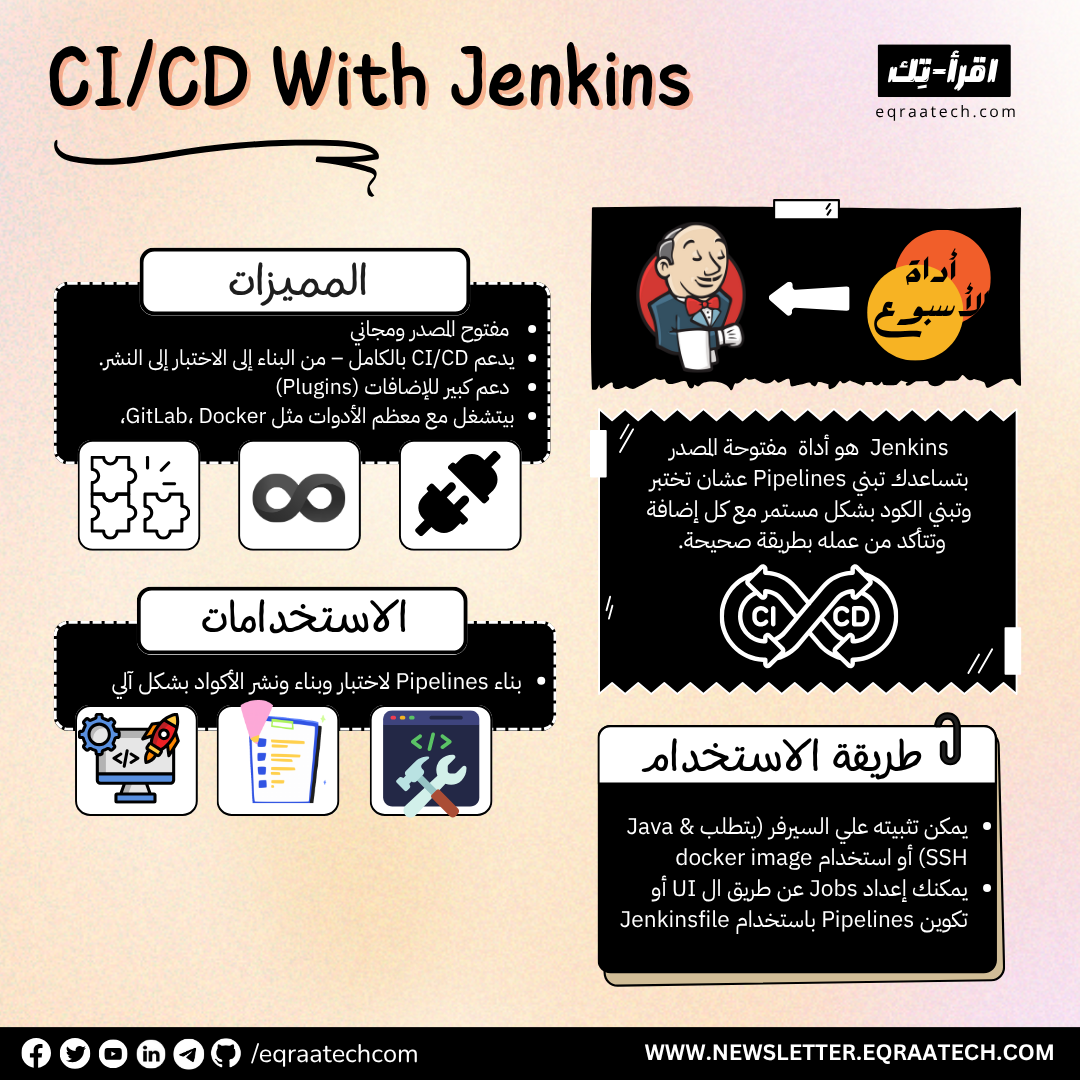 CI/CD With Jenkins
اقرأ-تِك
eqraatech.com
أداة
الأسبوع
Jenkins هو أداة مفتوحة المصدر
بتساعدك تبني Pipelines عشان تختبر
وتبني الكود بشكل مستمر مع كل إضافة
وتتأكد من عمله بطريقة صحيحة.
CI CD
المميزات
مفتوح المصدر ومجاني
يدعم CI/CD بالكامل – من البناء إلى الاختبار إلى النشر.
دعم كبير للإضافات (Plugins)
بيتشغل مع معظم الأدوات مثل GitLab، Docker،
الاستخدامات
بناء Pipelines لاختبار وبناء ونشر الأكواد بشكل آلي
</>
</>
طريقة الاستخدام
يمكن تثبيته علي السيرفر (بتطلب Java &
SSH) أو استخدام docker image
يمكنك إعداد Jobs عن طريق ال UI أو
تكوين Pipelines باستخدام Jenkinsfile
/eqraatechcom
WWW.NEWSLETTER.EQRAATECH.COM